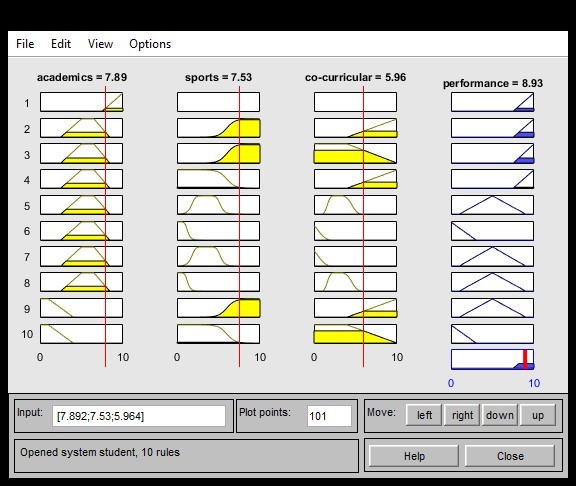 File Edit View Options
academics = 7.89 sports = 7.53 co-curricular = 5.96 performance = 8.93
1
2
3
4
5
6
7
8
9
10
0 10 0 10 0 10
0 10
Input: [7.892;7.53;5.964] Plot points: 101 Move: left right down up
Opened system student, 10 rules
Help Close